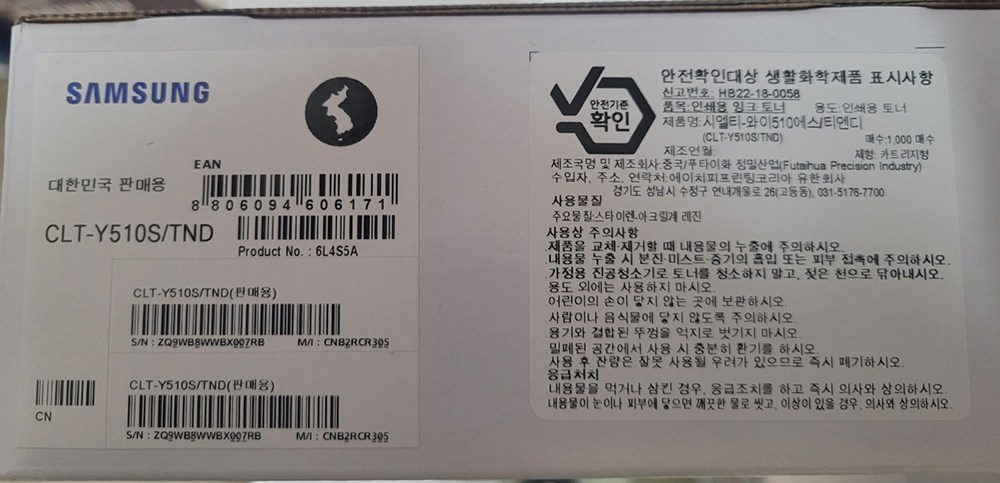 SAMSUNG
EAN
대한민국 판매용
8 806094 606171
CLT-Y510S/TND
Product No. : 6L4S5A
CLT-Y510S/TND(판매용)
S/N : ZQ9WB8WWBX007RB M/I : CNB2RCR305
CLT-Y510S/TND(판매용)
S/N : ZQ9WB8WWBX007RB M/I : CNB2RCR305
CN
안전기준
확인
안전확인대상 생활화학제품 표시사항
신고번호: HB22-18-0058
품목: 인쇄용 잉크·토너 용도: 인쇄용 토너
제품명: 시엘티-와이510에스/티엔디
(CLT-Y510S/TND) 매수: 1,000 매수
제조연월: 제형: 카트리지형
제조국명 및 제조회사: 중국/푸타이화 정밀산업(Futaihua Precision Industry)
수입자, 주소, 연락처: 에이치피프린팅코리아 유한회사
경기도 성남시 수정구 연내개울로 26(고등동), 031-5176-7700
사용물질
주요물질:스타이렌-아크릴계 레진
사용상 주의사항
제품을 교체·제거할 때 내용물의 누출에 주의하시오.
내용물 누출 시 분진·미스트·증기의 흡입 또는 피부 접촉에 주의하시오.
가정용 진공청소기로 토너를 청소하지 말고, 젖은 천으로 닦아내시오.
용도 외에는 사용하지 마시오.
어린이의 손이 닿지 않는 곳에 보관하시오.
사람이나 음식물에 닿지 않도록 주의하시오.
용기와 결합된 뚜껑을 억지로 벗기지 마시오.
밀폐된 공간에서 사용 시 충분히 환기를 하시오.
사용 후 잔량은 잘못 사용될 우려가 있으므로 즉시 폐기하시오.
응급처치
내용물을 먹거나 삼킨 경우, 응급조치를 하고 즉시 의사와 상의하시오.
내용물이 눈이나 피부에 닿으면 깨끗한 물로 씻고, 이상이 있을 경우, 의사와 상의하시오.